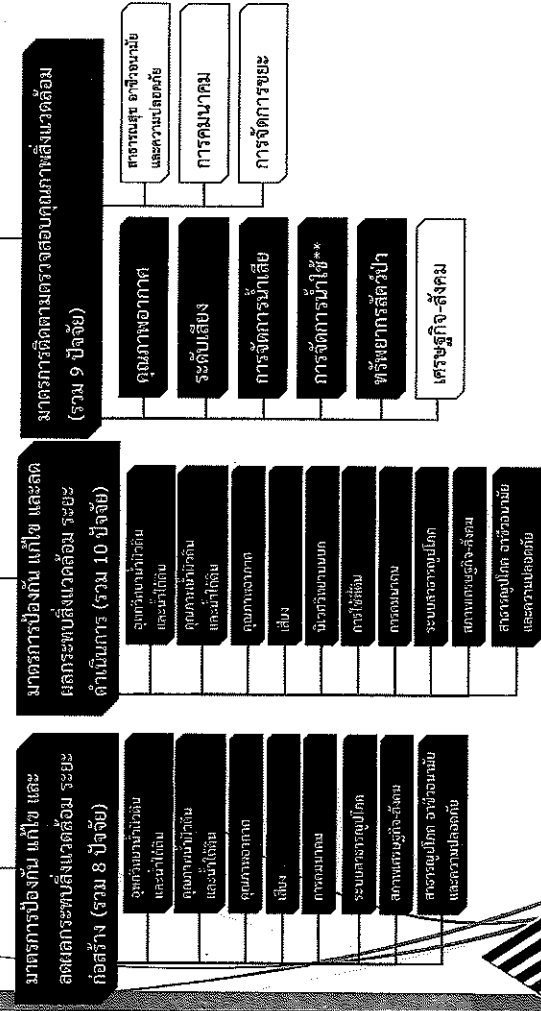 มาตรการป้องกัน แก้ไข และ
ลดผลกระทบสิ่งแวดล้อม ระยะ
ก่อสร้าง (รวม 8 ปัจจัย)
อุทกวิทยาน้ำผิวดิน
และน้ำใต้ดิน
คุณภาพน้ำผิวดิน
และน้ำใต้ดิน
คุณภาพอากาศ
เสียง
การคมนาคม
ระบบสาธารณูปโภค
สภาพเศรษฐกิจ-สังคม
สาธารณูปโภค อาชีวอนามัย
และความปลอดภัย
มาตรการป้องกัน แก้ไข และลด
ผลกระทบสิ่งแวดล้อม ระยะ
ดำเนินการ (รวม 10 ปัจจัย)
อุทกวิทยาน้ำผิวดิน
และน้ำใต้ดิน
คุณภาพน้ำผิวดิน
และน้ำใต้ดิน
คุณภาพอากาศ
เสียง
นิเวศวิทยาบนบก
การใช้ที่ดิน
การคมนาคม
ระบบสาธารณูปโภค
สภาพเศรษฐกิจ-สังคม
สาธารณูปโภค อาชีวอนามัย
และความปลอดภัย
มาตรการติดตามตรวจสอบคุณภาพสิ่งแวดล้อม
(รวม 9 ปัจจัย)
คุณภาพอากาศ
ระดับเสียง
การจัดการน้ำเสีย
การจัดการน้ำใช้**
ทรัพยากรสัตว์ป่า
เศรษฐกิจ-สังคม
สาธารณสุข อาชีวอนามัย
และความปลอดภัย
การคมนาคม
การจัดการขยะ